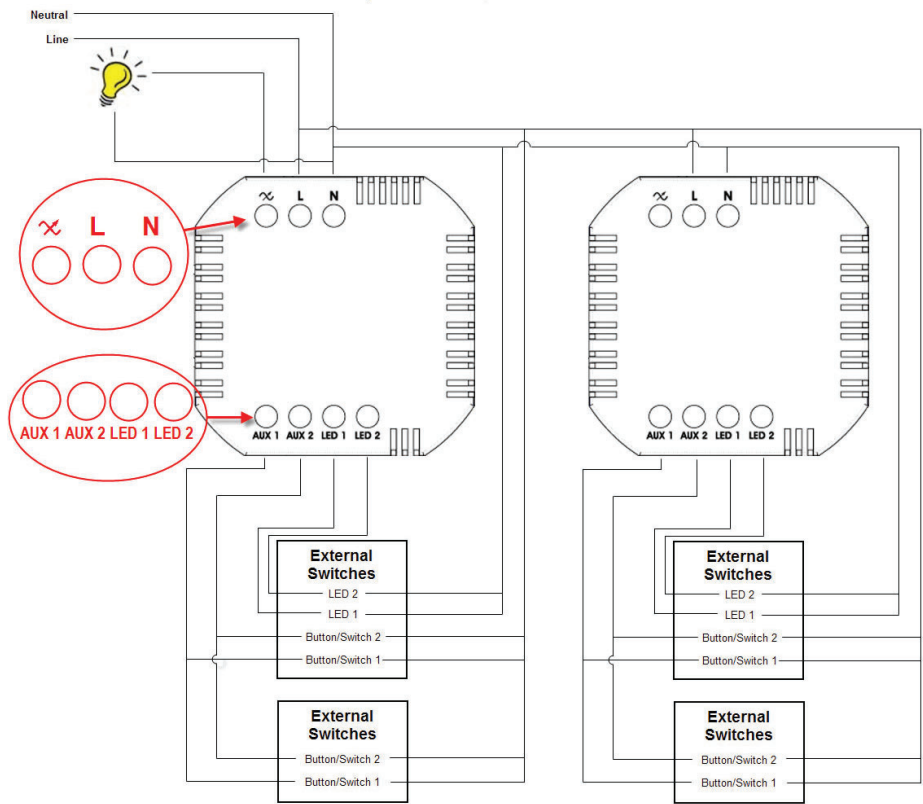 Neutral
Line
L N
L N
L N
AUX 1 AUX 2 LED 1 LED 2
AUX 1 AUX 2 LED 1 LED 2
AUX 1 AUX 2 LED 1 LED 2
External
Switches
LED 2
LED 1
Button/Switch 2
Button/Switch 1
External
Switches
LED 2
LED 1
Button/Switch 2
Button/Switch 1
External
Switches
Button/Switch 2
Button/Switch 1
External
Switches
Button/Switch 2
Button/Switch 1